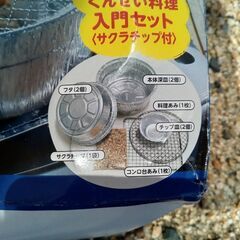 くんせい料理
入門セット
〈サクラチップ付〉
本体深皿(2個)
フタ(2個)
料理あみ(1枚)
チップ皿(2個)
サクラチップ(1袋)
コンロ台あみ(1枚)